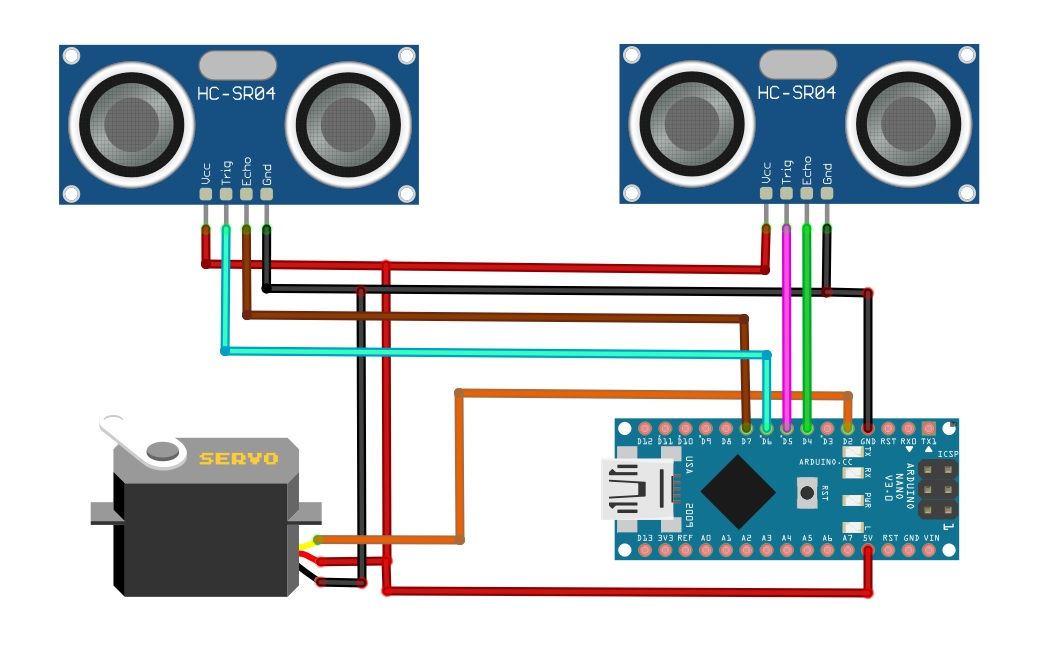 HC-SR04
Vcc Trig Echo Gnd
HC-SR04
Vcc Trig Echo Gnd
SERVO
D12 D11 D10 D9 D8 D7 D6 D5 D4 D3 D2 GND RST RX0 TX1
USA
2009
ARDUINO.CC
RST
TX
RX
PWR
L
ARDUINO
NANO
V3.0
ICSP
1
D13 3V3 REF A0 A1 A2 A3 A4 A5 A6 A7 5V RST GND VIN